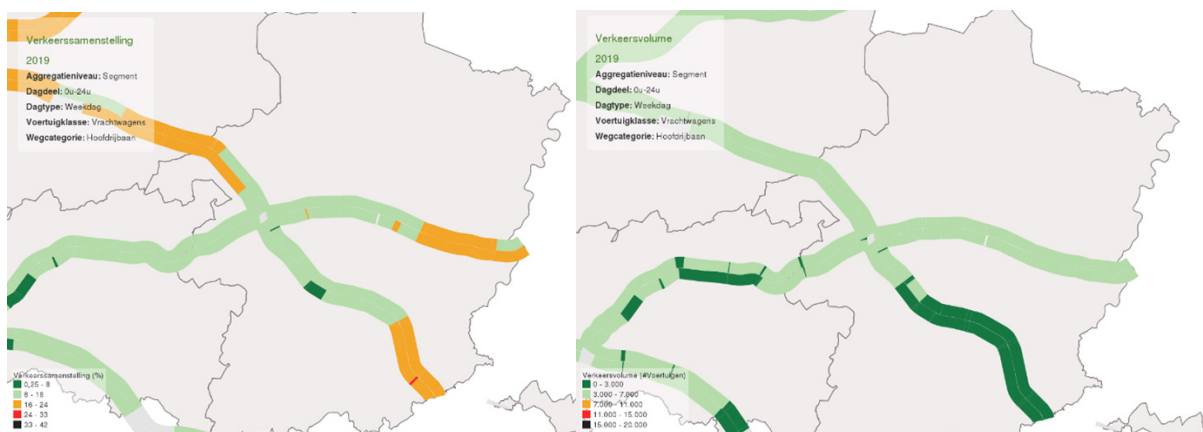 Verkeerssamenstelling
2019
Aggregatieniveau: Segment
Dagdeel: 0u-24u
Dagtype: Weekdag
Voertuigklasse: Vrachtwagens
Wegcategorie: Hoofdrijbaan
Verkeerssamenstelling (%)
0,25 - 8
8 - 16
16 - 24
24 - 33
33 - 42
Verkeersvolume
2019
Aggregatieniveau: Segment
Dagdeel: 0u-24u
Dagtype: Weekdag
Voertuigklasse: Vrachtwagens
Wegcategorie: Hoofdrijbaan
Verkeersvolume (#Voertuigen)
0 - 3.000
3.000 - 7.000
7.000 - 11.000
11.000 - 15.000
15.000 - 20.000